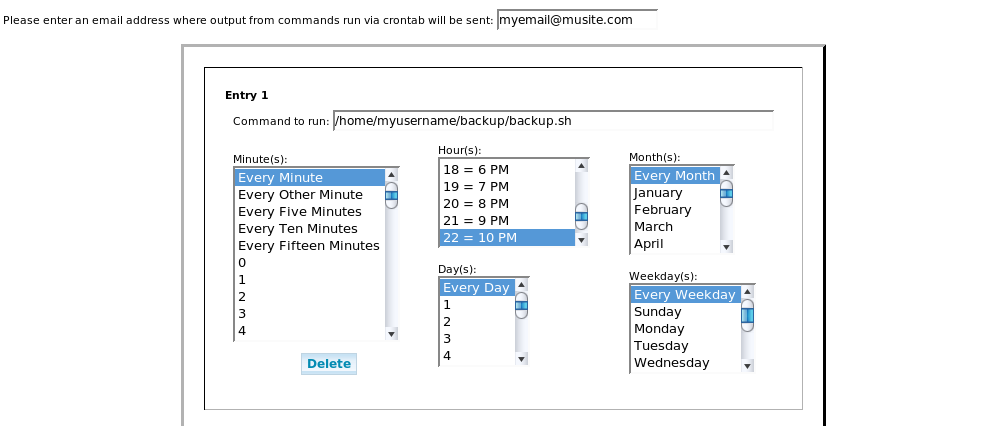 Please enter an email address where output from commands run via crontab will be sent: myemail@musite.com
Entry 1
Command to run: /home/myusername/backup/backup.sh
Minute(s):
Every Minute
Every Other Minute
Every Five Minutes
Every Ten Minutes
Every Fifteen Minutes
0
1
2
3
4
Delete
Hour(s):
18 = 6 PM
19 = 7 PM
20 = 8 PM
21 = 9 PM
22 = 10 PM
Day(s):
Every Day
1
2
3
4
Month(s):
Every Month
January
February
March
April
Weekday(s):
Every Weekday
Sunday
Monday
Tuesday
Wednesday